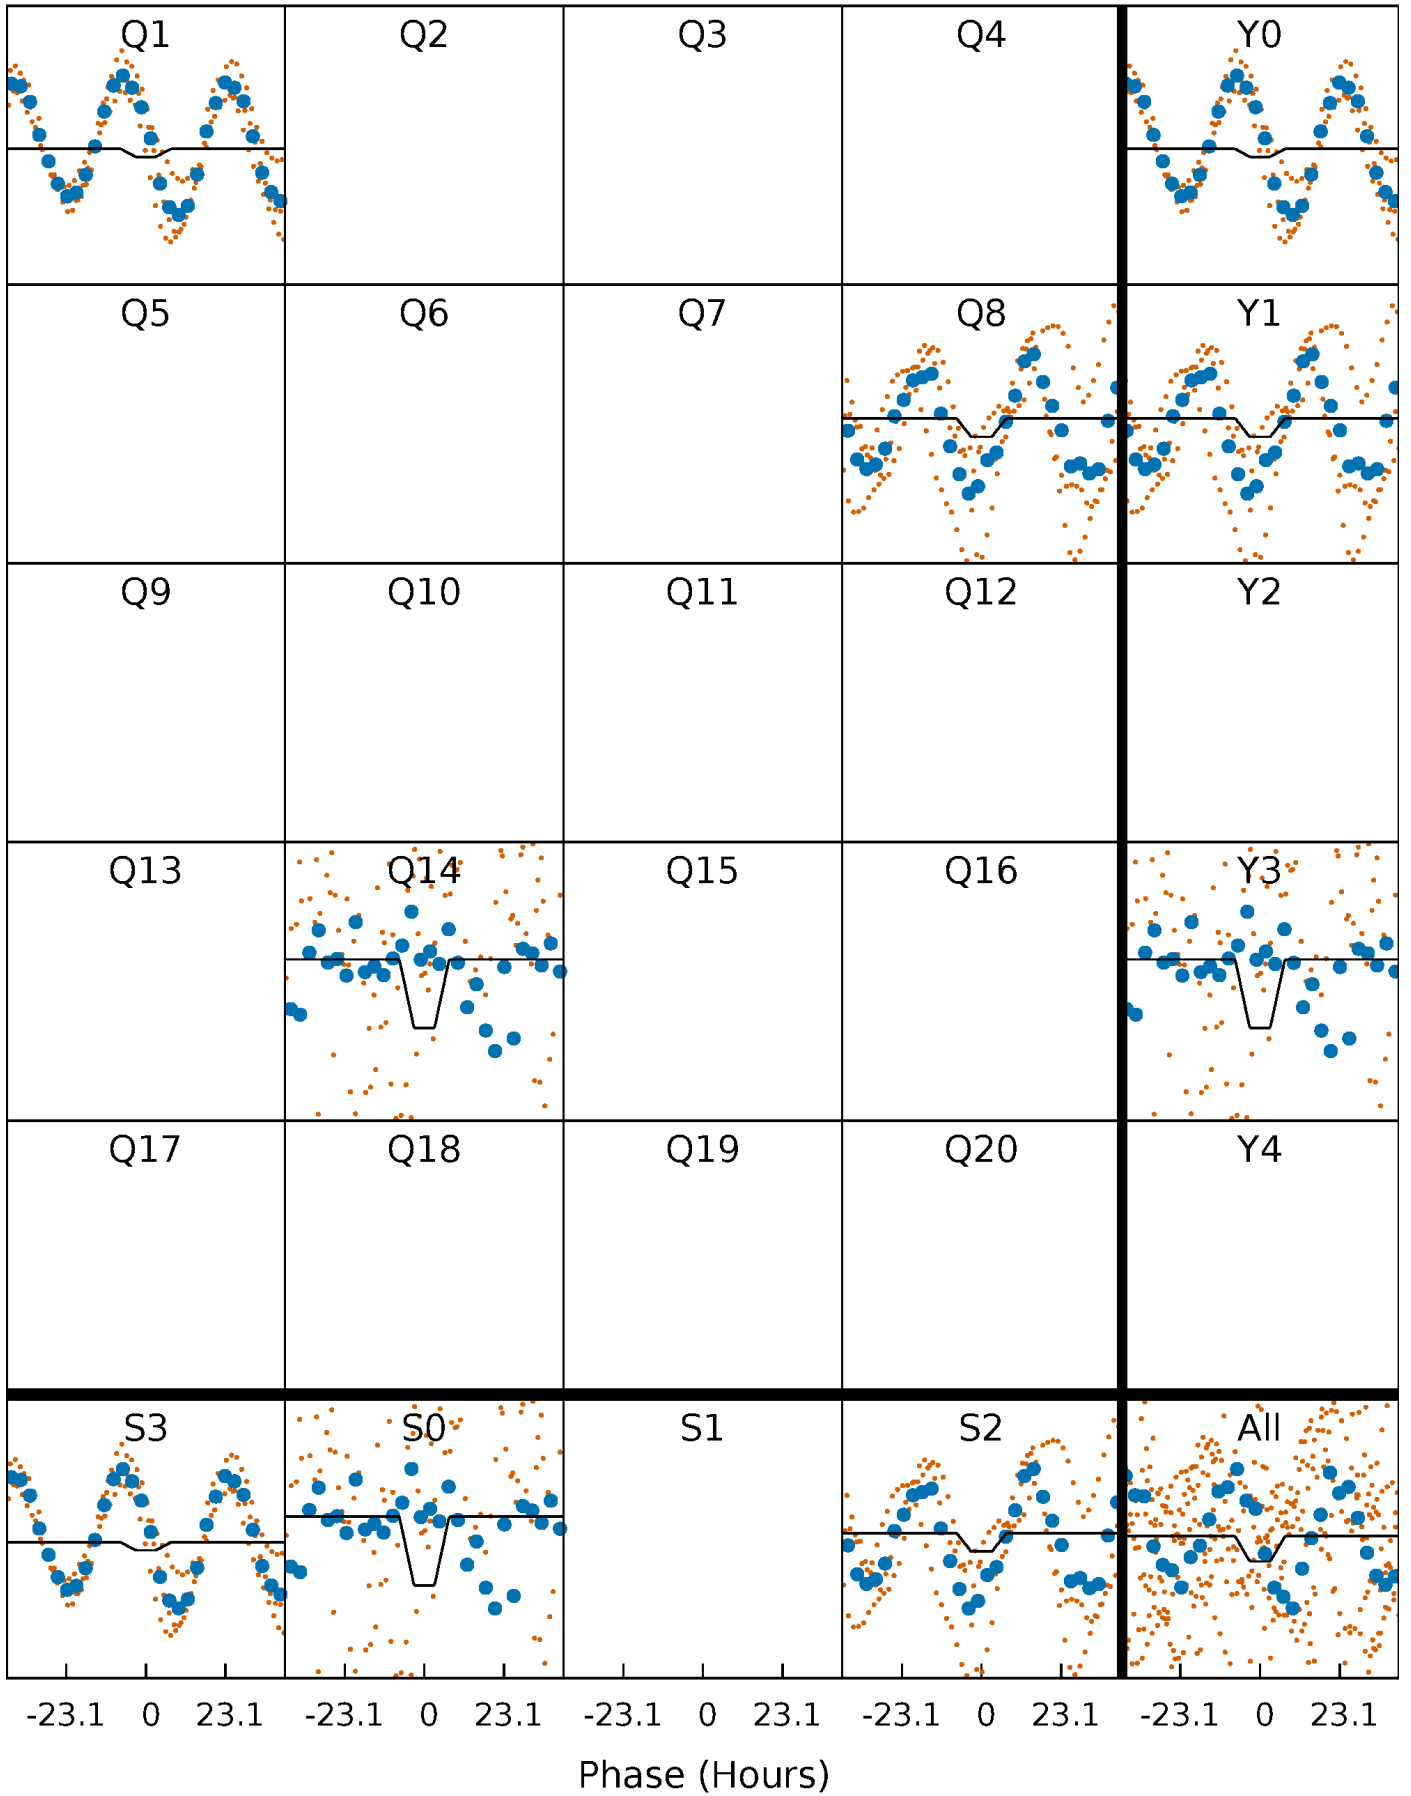 Q1 Q2 Q3 Q4 Y0
Q5 Q6 Q7 Q8 Y1
Q9 Q10 Q11 Q12 Y2
Q13 Q14 Q15 Q16 Y3
Q17 Q18 Q19 Q20 Y4
S3 S0 S1 S2 All
-23.1 0 23.1 -23.1 0 23.1 -23.1 0 23.1 -23.1 0 23.1 -23.1 0 23.1
Phase (Hours)